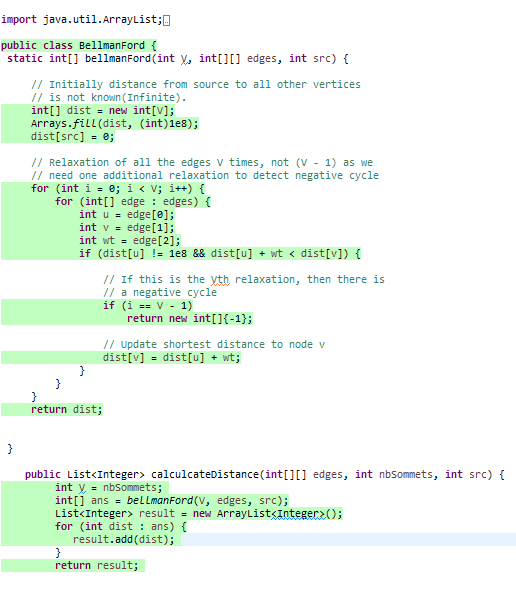 import java.util.ArrayList;
public class BellmanFord {
static int[] bellmanFord(int V, int[][] edges, int src) {
// Initially distance from source to all other vertices
// is not known(Infinite).
int[] dist = new int[V];
Arrays.fill(dist, (int)1e8);
dist[src] = 0;
// Relaxation of all the edges V times, not (V - 1) as we
// need one additional relaxation to detect negative cycle
for (int i = 0; i < V; i++) {
for (int[] edge : edges) {
int u = edge[0];
int v = edge[1];
int wt = edge[2];
if (dist[u] != 1e8 && dist[u] + wt < dist[v]) {
// If this is the Vth relaxation, then there is
// a negative cycle
if (i == V - 1)
return new int[]{-1};
// Update shortest distance to node v
dist[v] = dist[u] + wt;
}
}
}
return dist;
}
public List<Integer> calculcateDistance(int[][] edges, int nbSommets, int src) {
int V = nbSommets;
int[] ans = bellmanFord(V, edges, src);
List<Integer> result = new ArrayList<Integer>();
for (int dist : ans) {
result.add(dist);
}
return result;